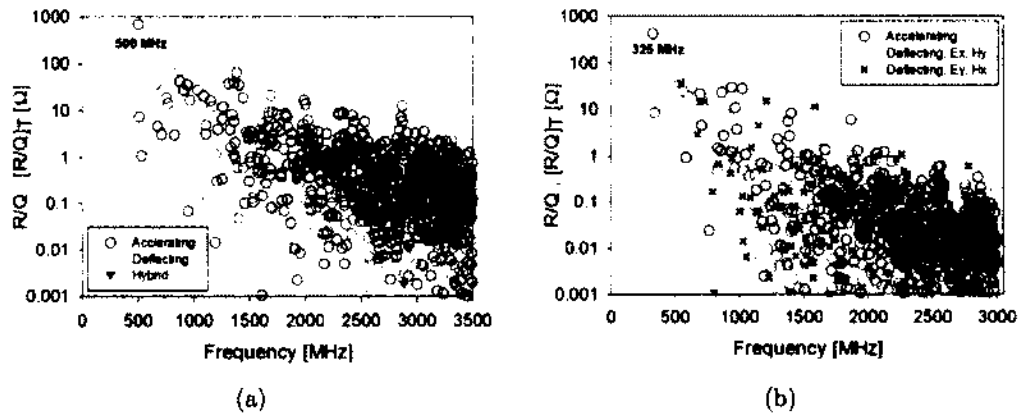 R/Q [R/Q]T [Ω]
1000
100
10
1
0.1
0.01
0.001
500 MHz
Accelerating
Deflecting
Hybrid
0 500 1000 1500 2000 2500 3000 3500
Frequency [MHz]
(a)
R/Q , [R/Q]T [Ω]
1000
100
10
1
0.1
0.01
0.001
325 MHz
Accelerating
Deflecting. Ex. Hy
Deflecting. Ey. Hx
0 500 1000 1500 2000 2500 3000
Frequency [MHz]
(b)